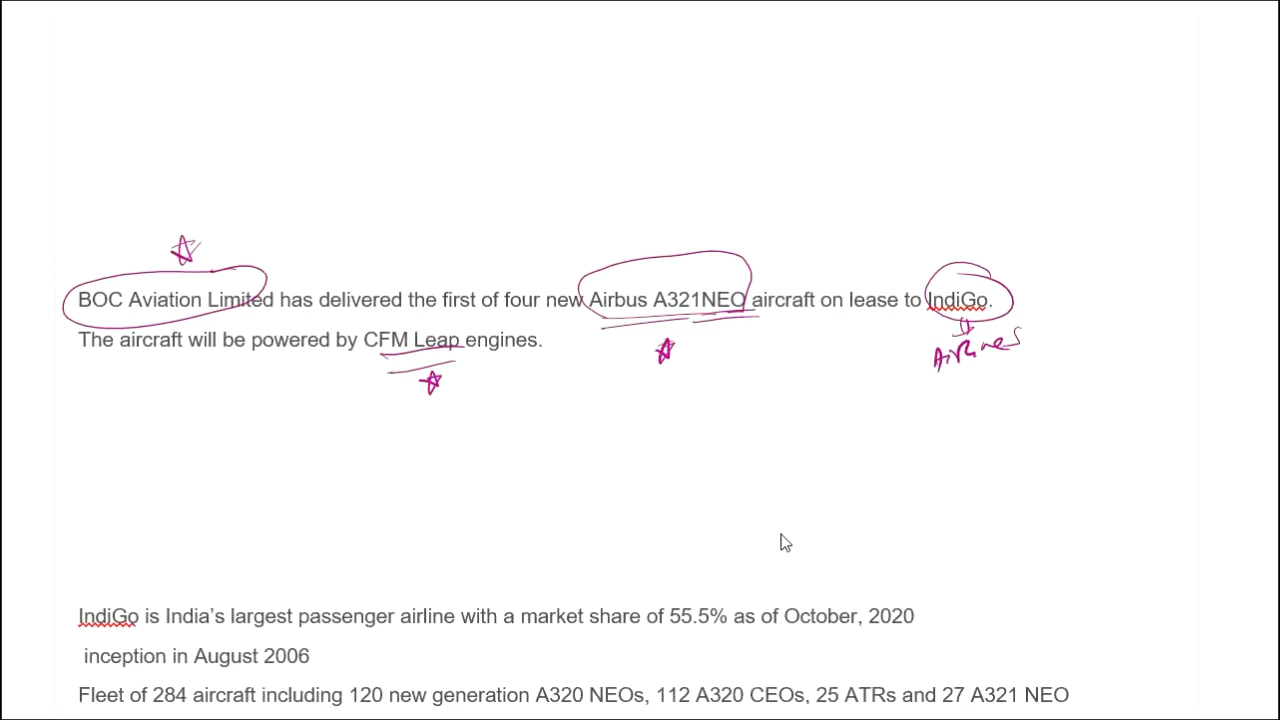 BOC Aviation Limited has delivered the first of four new Airbus A321NEO aircraft on lease to IndiGo.
The aircraft will be powered by CFM Leap engines.
Airlines
IndiGo is India's largest passenger airline with a market share of 55.5% as of October, 2020
inception in August 2006
Fleet of 284 aircraft including 120 new generation A320 NEOs, 112 A320 CEOs, 25 ATRs and 27 A321 NEO